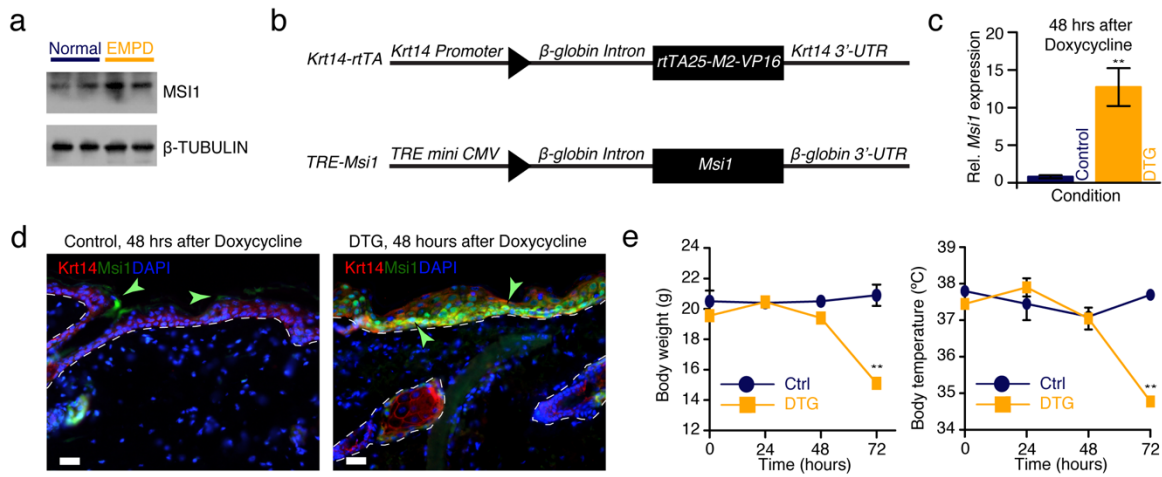 a
Normal EMPD
MSI1
β-TUBULIN
b
Krt14-rtTA
Krt14 Promoter
β-globin Intron
rtTA25-M2-VP16
Krt14 3'-UTR
TRE-Msi1
TRE mini CMV
β-globin Intron
Msi1
β-globin 3'-UTR
c
48 hrs after
Doxycycline
Rel. Msi1 expression
20
15
10
5
0
**
Control
DTG
Condition
d
Control, 48 hrs after Doxycycline
Krt14Msi1DAPI
DTG, 48 hours after Doxycycline
Krt14Msi1DAPI
e
Body weight (g)
24
22
20
18
16
14
12
**
Ctrl
DTG
0 24 48 72
Time (hours)
Body temperature (ºC)
39
38
37
36
35
34
**
Ctrl
DTG
0 24 48 72
Time (hours)